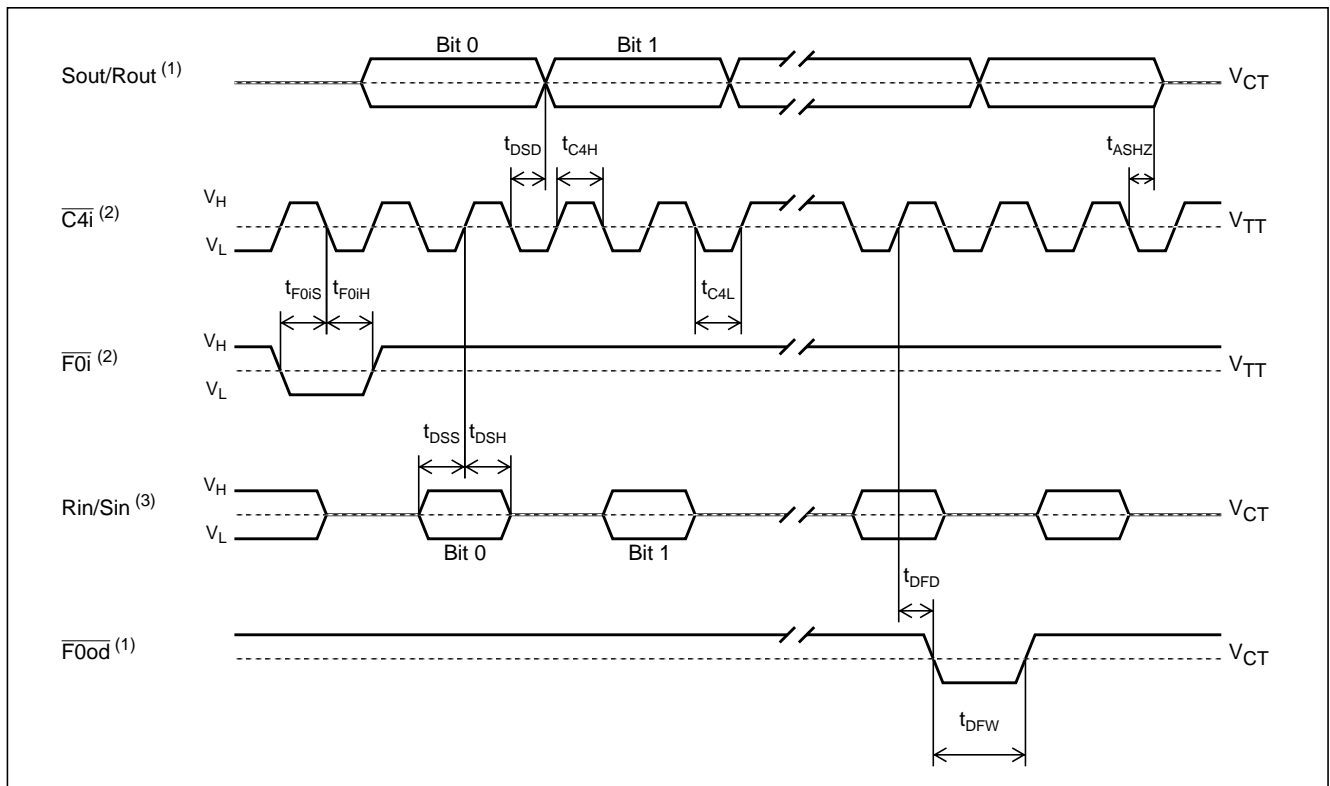 Bit 0 Bit 1
Sout/Rout (1) VCT
tDSD tC4H tASHZ
VH
C4i (2) VTT
VL
tF0iS tF0iH tC4L
VH
F0i (2) VTT
VL
tDSS tDSH
VH
Rin/Sin (3) VCT
VL
Bit 0 Bit 1
tDFD
F0od (1) VCT
tDFW